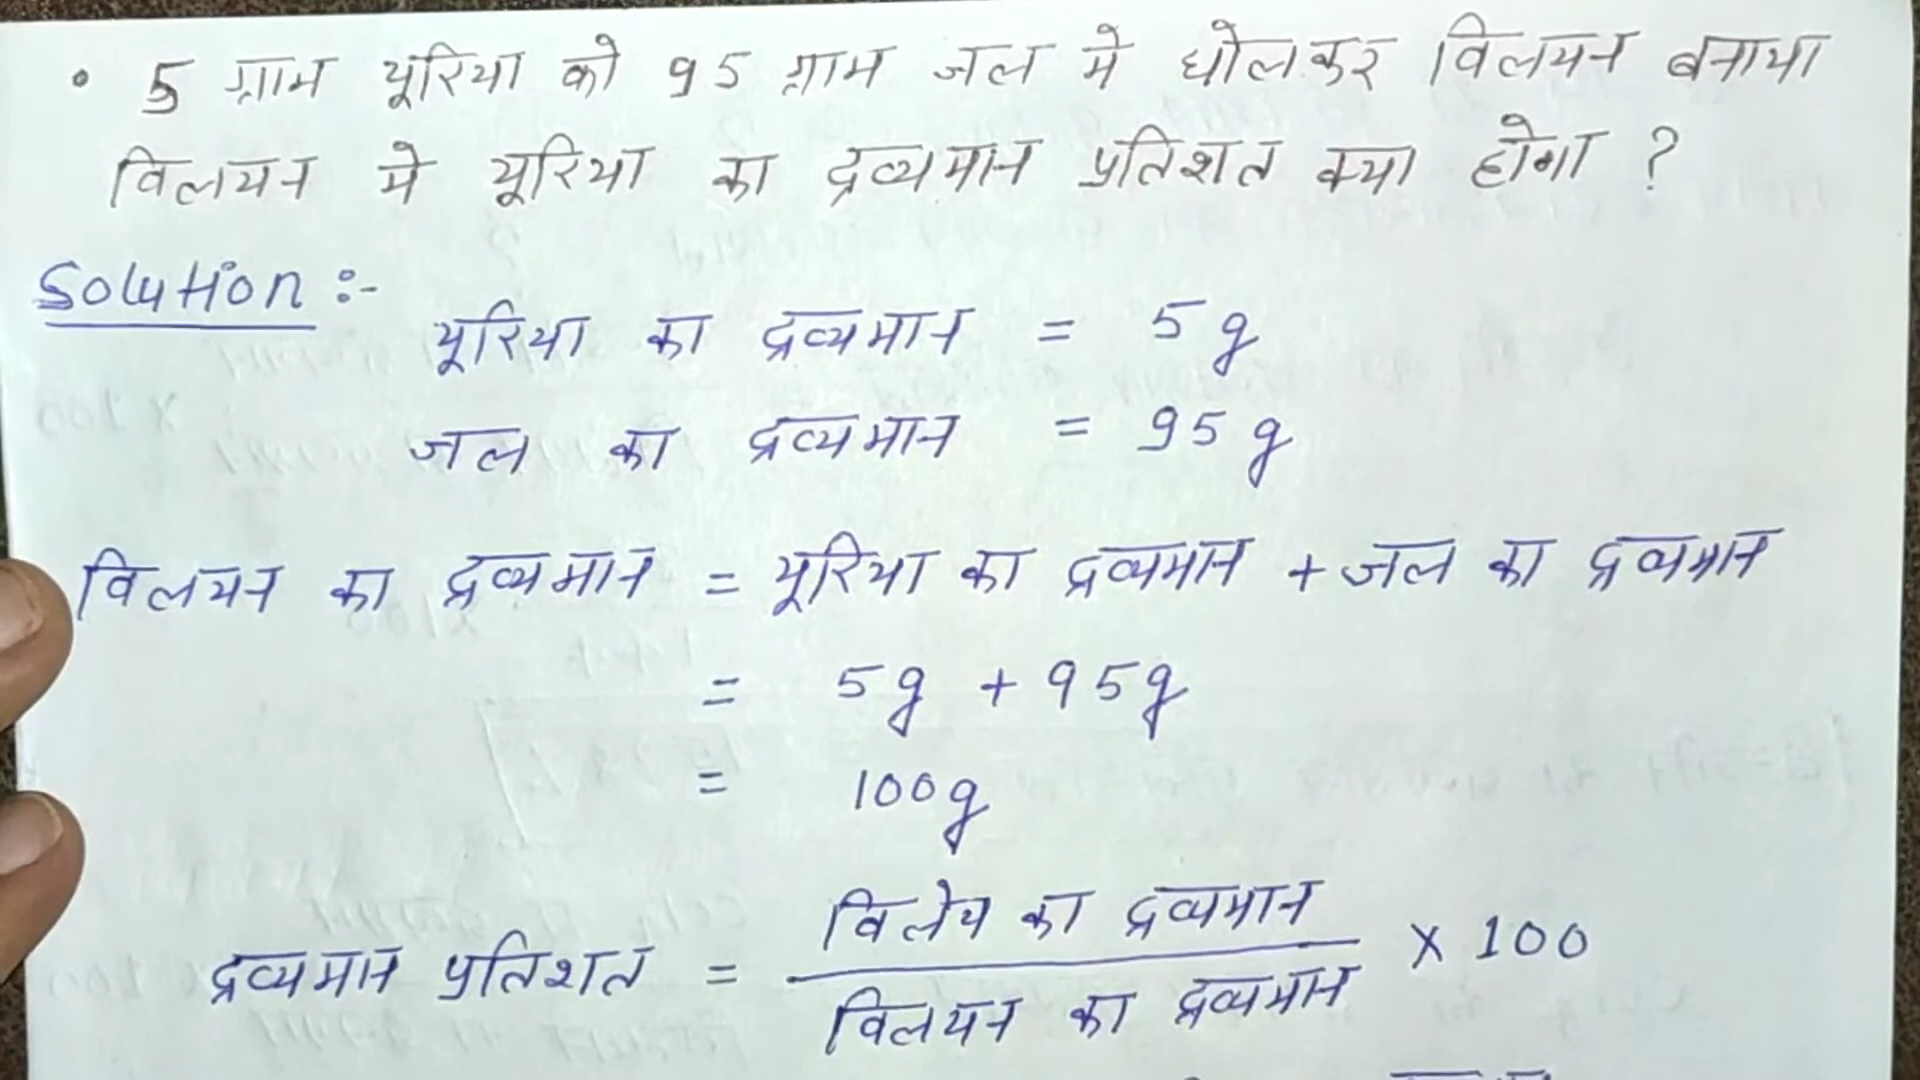 • 5 ग्राम यूरिया को 95 ग्राम जल मे घोलकर विलयन बनाया
विलयन मे यूरिया का द्रव्यमान प्रतिशत क्या होगा ?
Solution :-
यूरिया का द्रव्यमान = 5 g
जल का द्रव्यमान = 95 g
विलयन का द्रव्यमान = यूरिया का द्रव्यमान + जल का द्रव्यमान
= 5g + 95g
= 100g
विलेय का द्रव्यमान
द्रव्यमान प्रतिशत = × 100
विलयन का द्रव्यमान